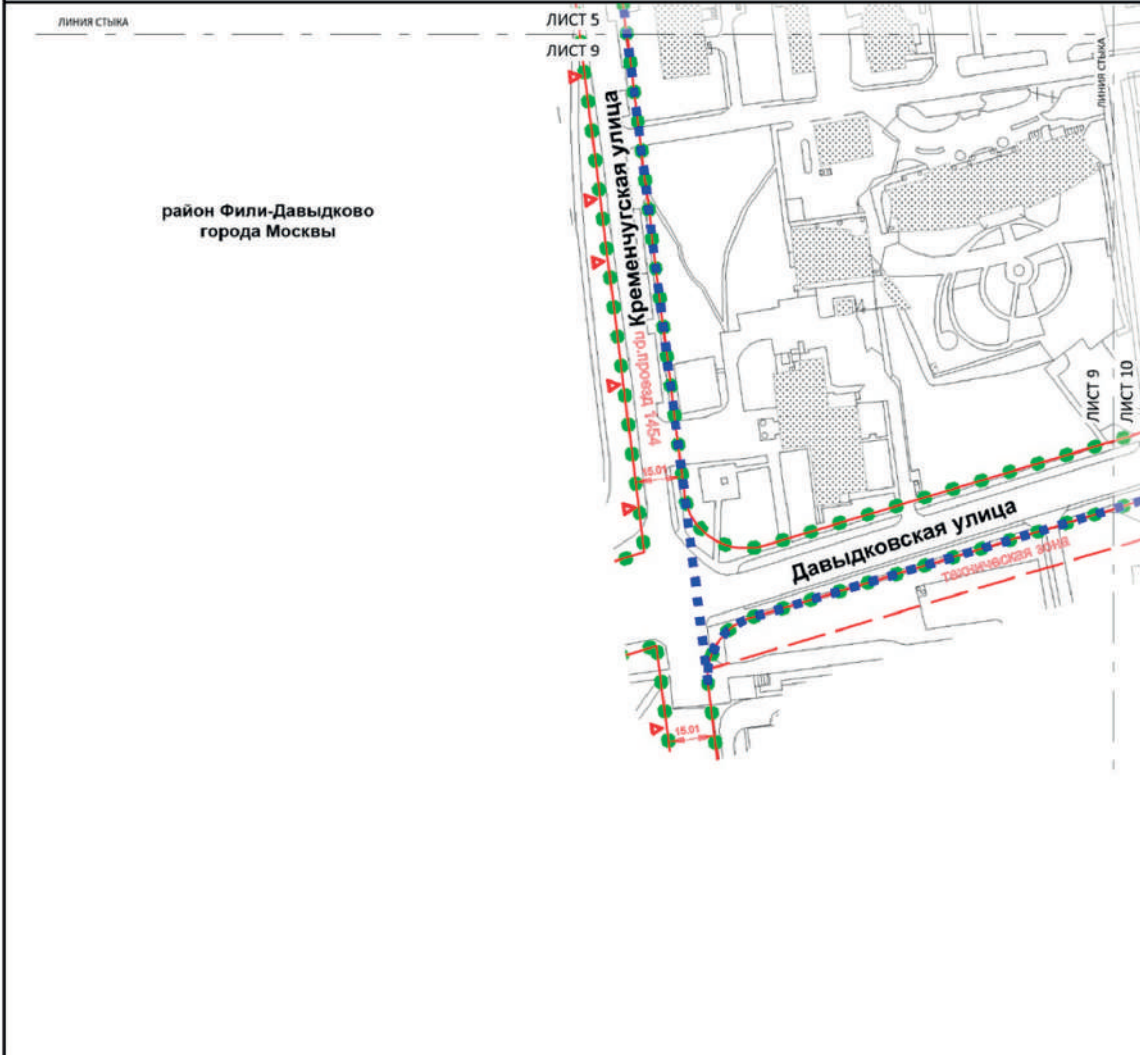 ЛИНИЯ СТЫКА
ЛИСТ 5
ЛИСТ 9
ЛИНИЯ СТЫКА
район Фили-Давыдково
города Москвы
Кременчугская улица
пр.проезд 1454
15.01
ЛИСТ 9
ЛИСТ 10
Давыдковская улица
техническая зона
15.01